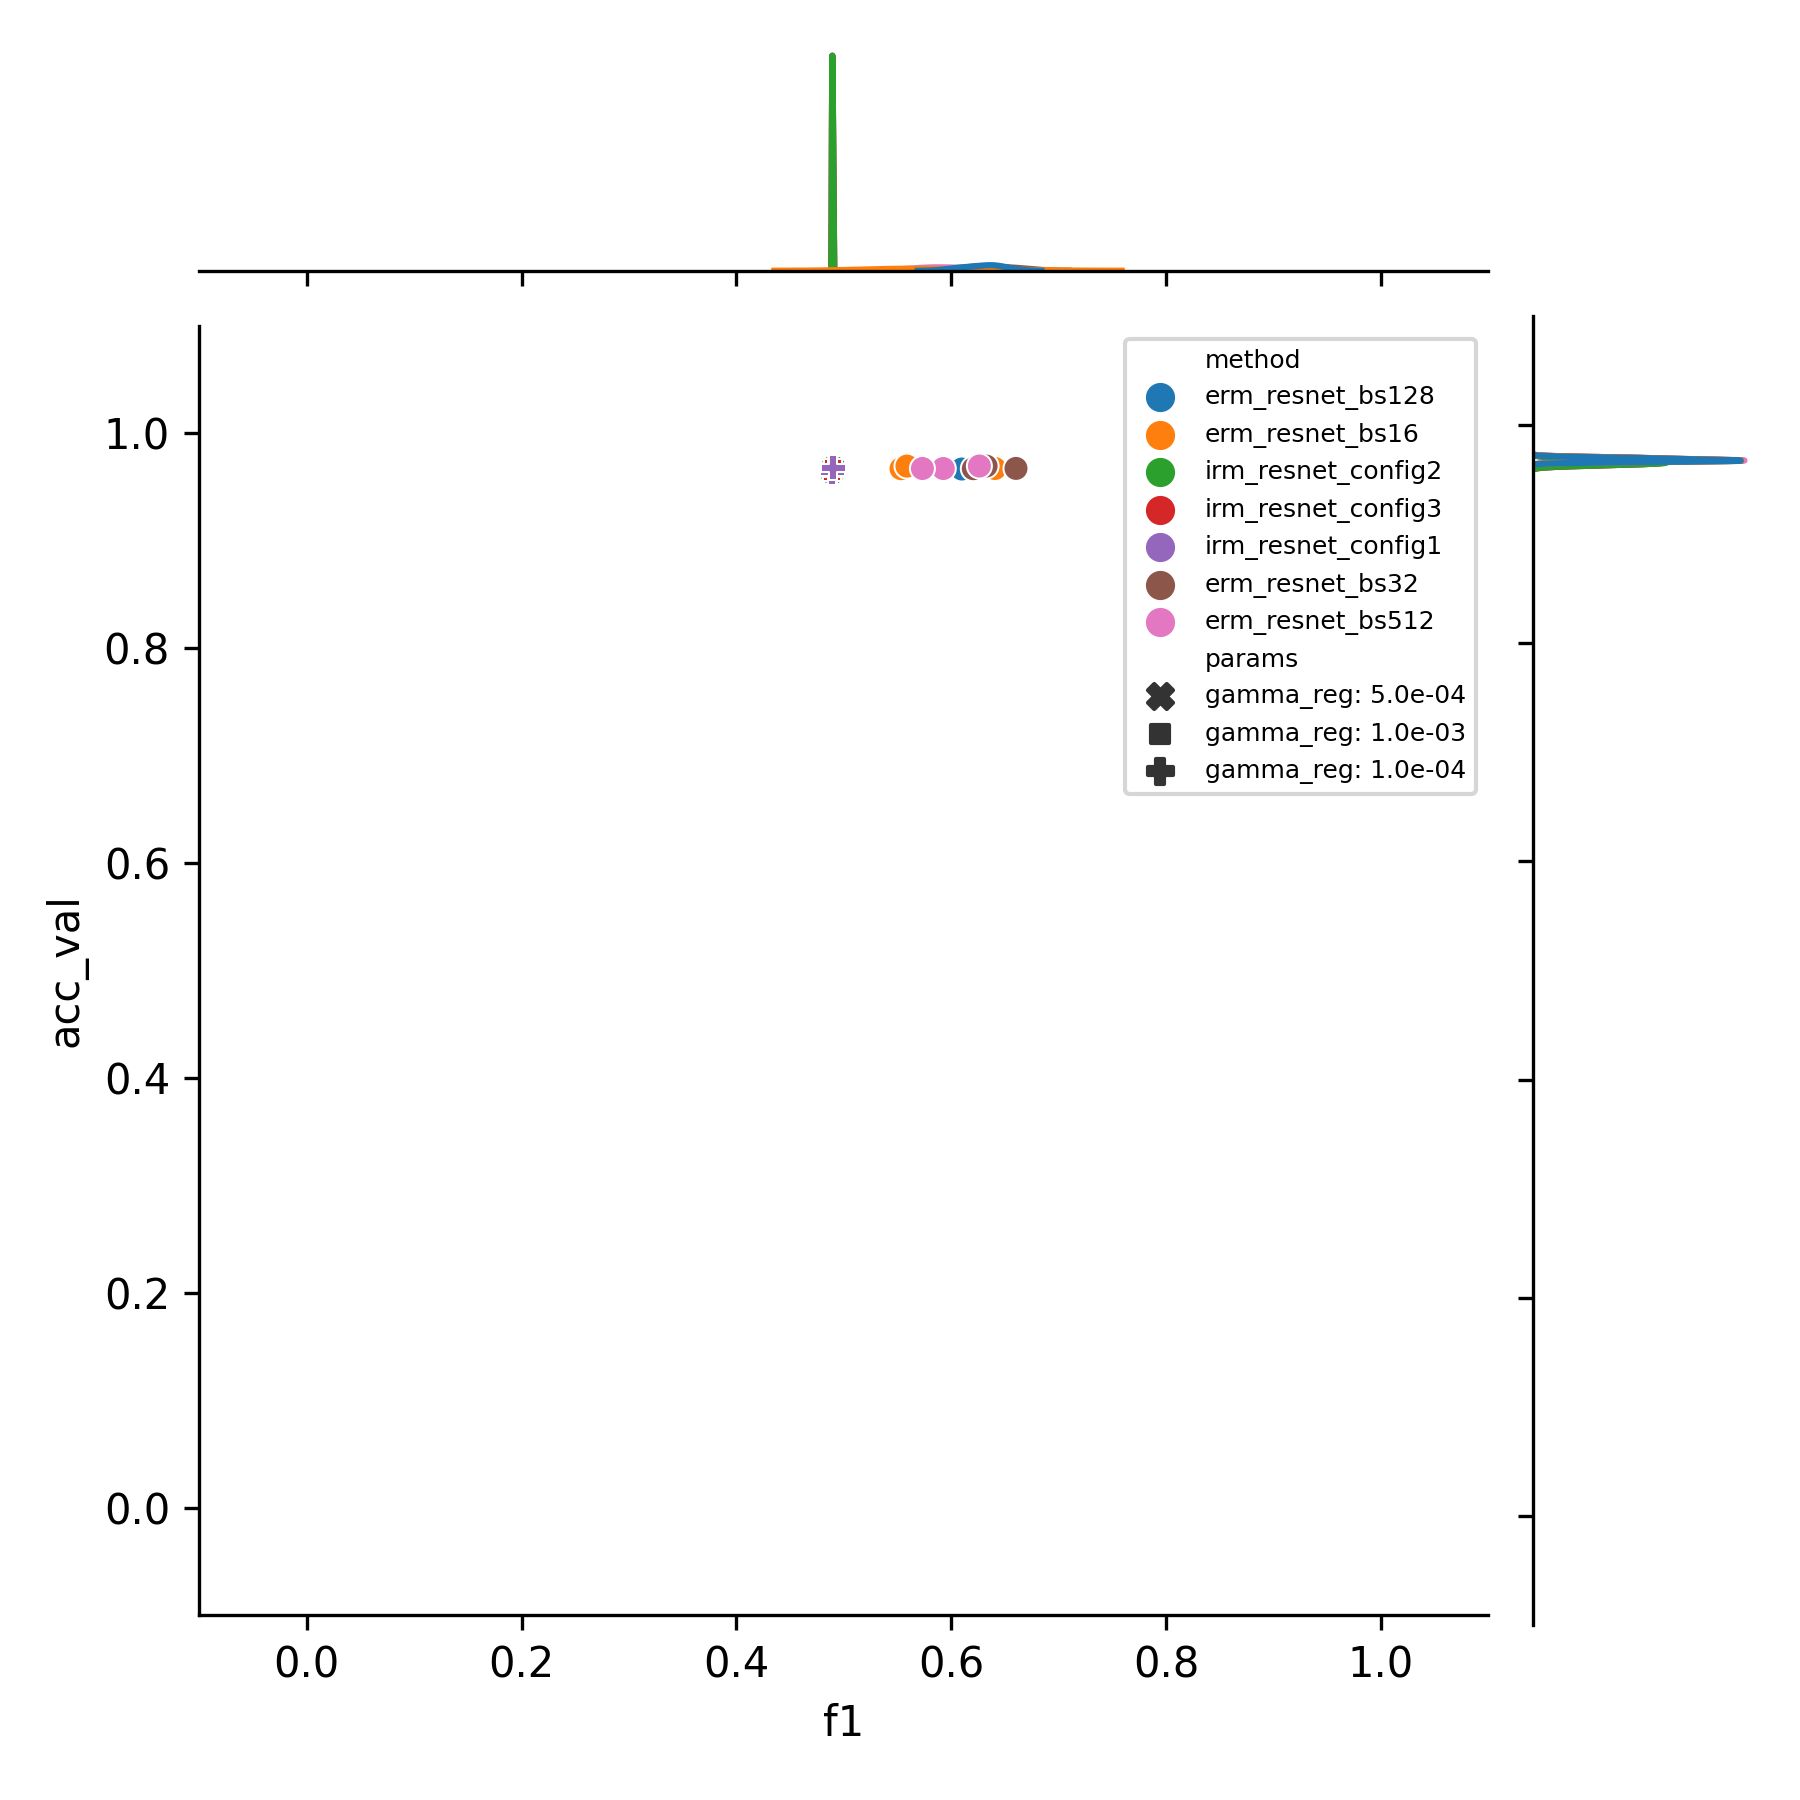 method
erm_resnet_bs128
erm_resnet_bs16
irm_resnet_config2
irm_resnet_config3
irm_resnet_config1
erm_resnet_bs32
erm_resnet_bs512
params
gamma_reg: 5.0e-04
gamma_reg: 1.0e-03
gamma_reg: 1.0e-04
1.0
0.8
0.6
0.4
0.2
0.0
acc_val
0.0 0.2 0.4 0.6 0.8 1.0
f1